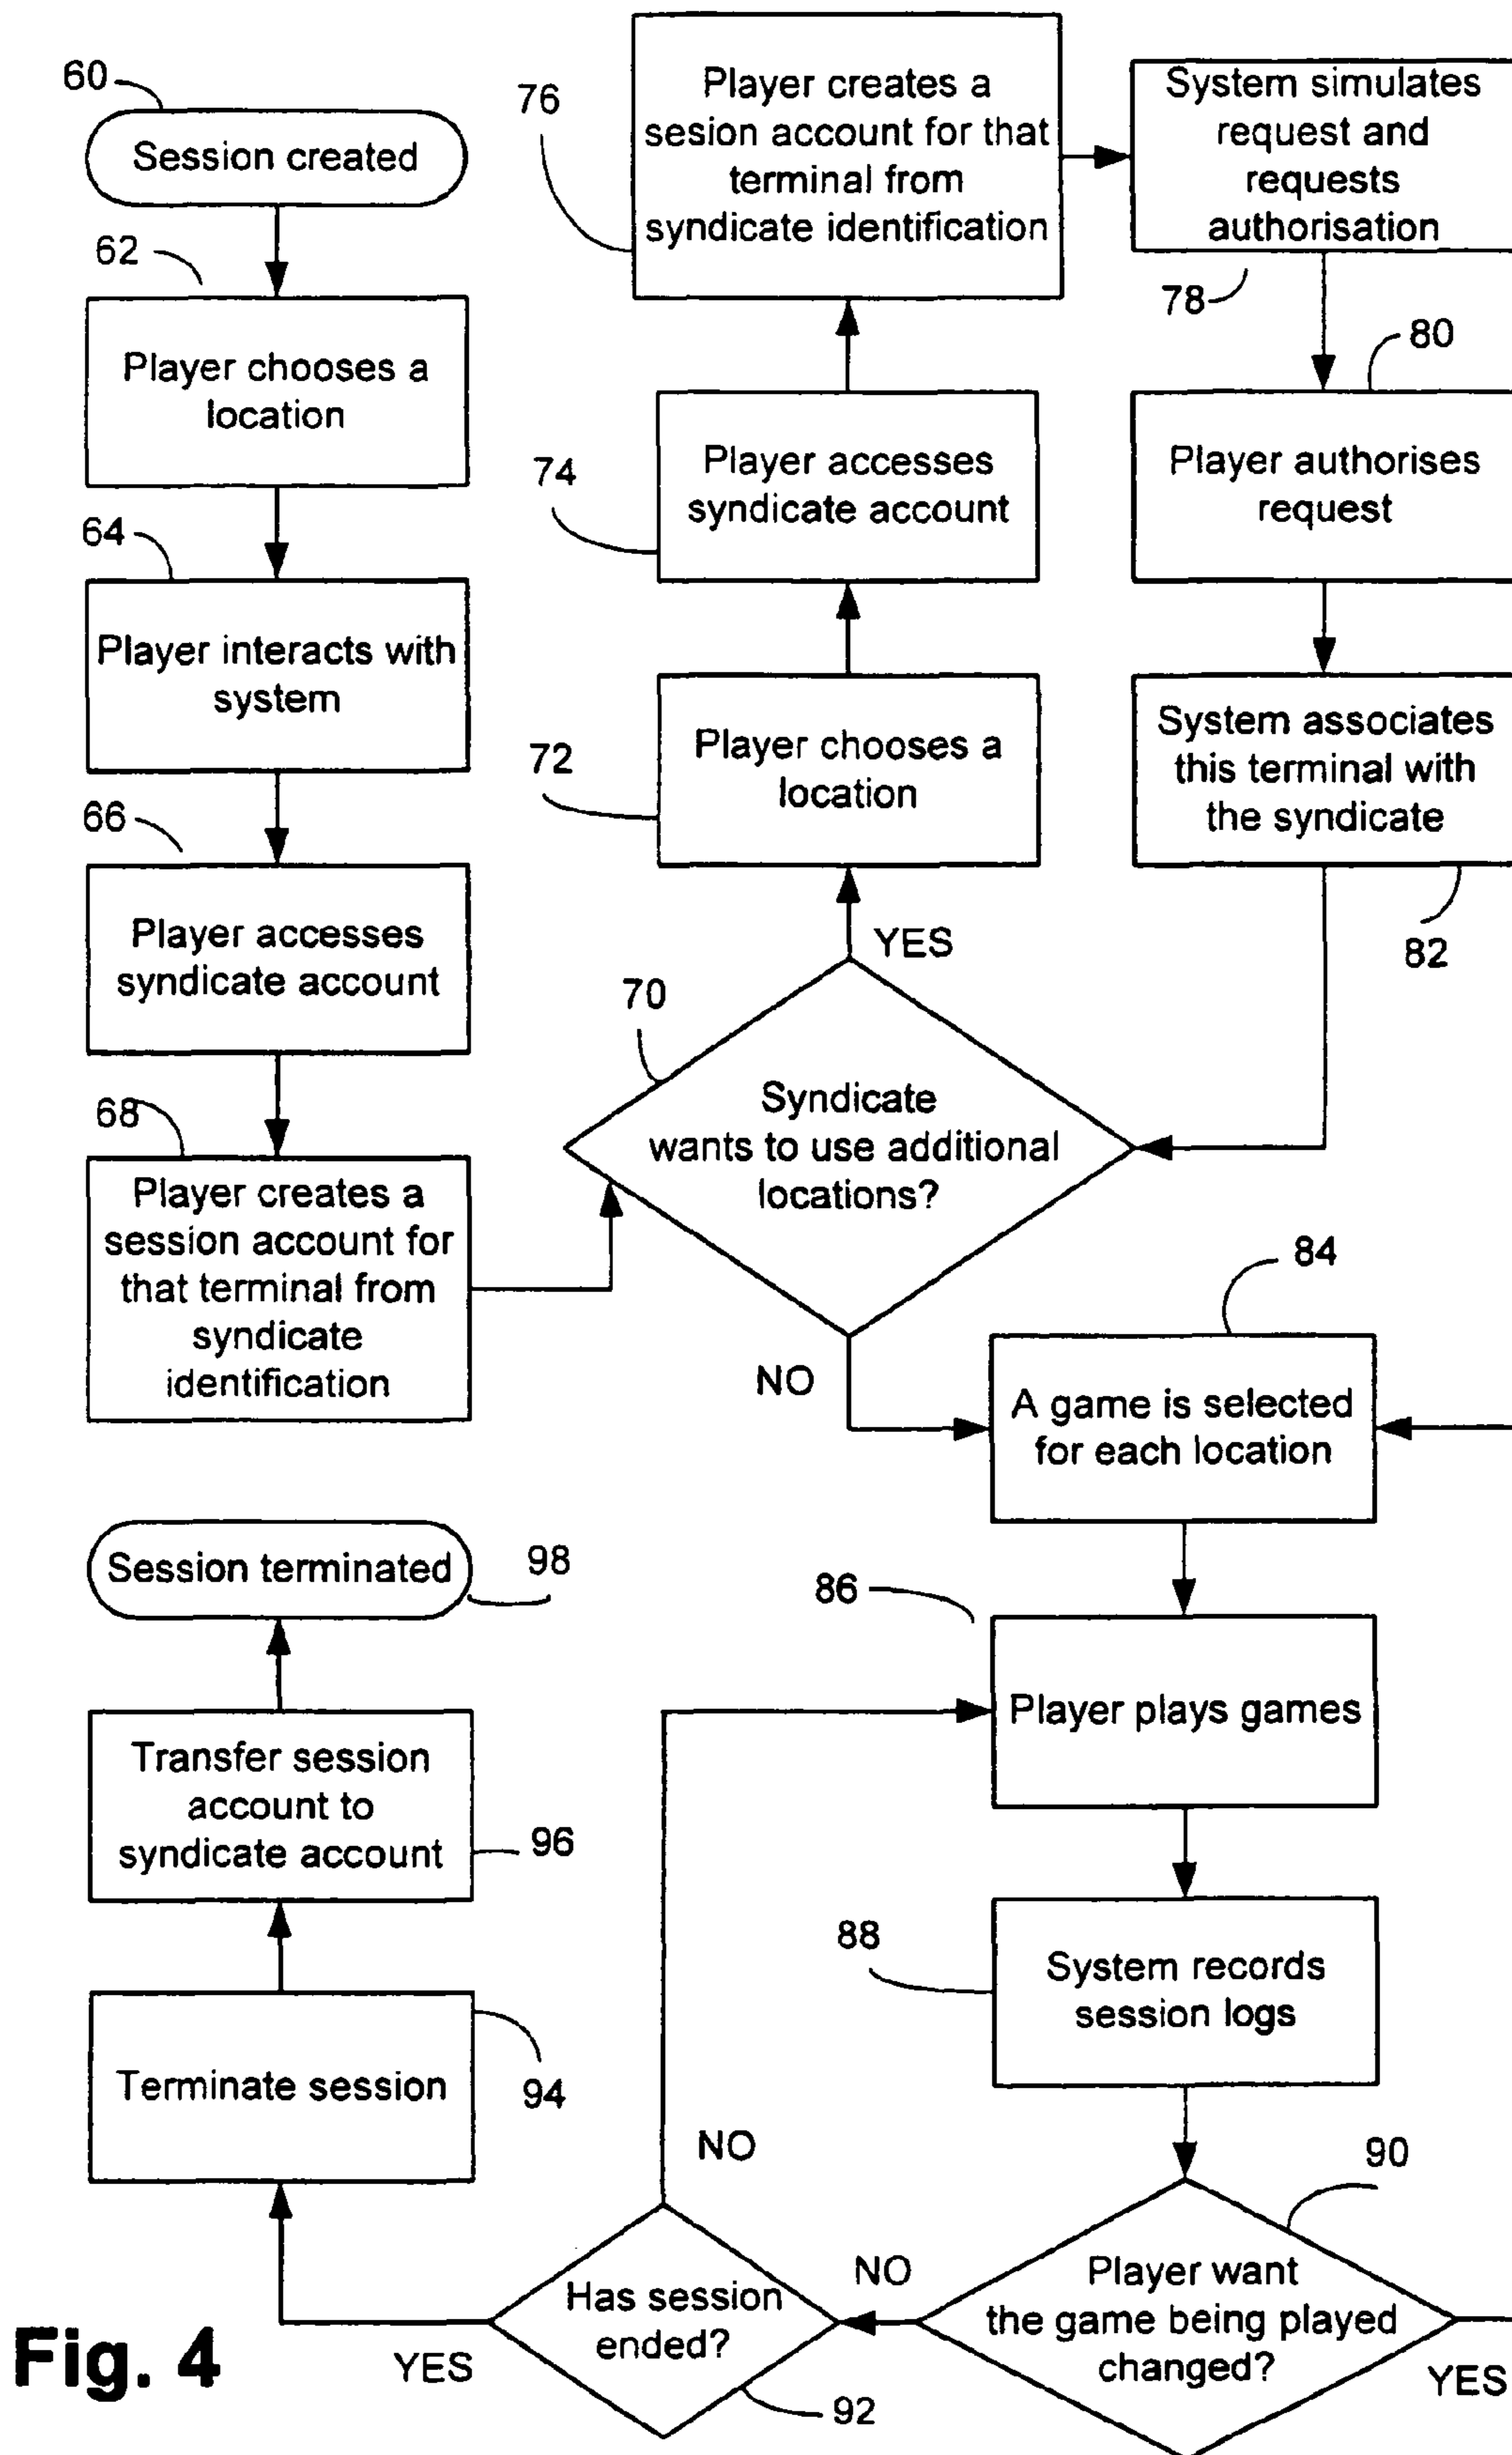 60
Session created
62
Player chooses a
location
64
Player interacts with
system
66
Player accesses
syndicate account
68
Player creates a
session account for
that terminal from
syndicate
identification
70
Syndicate
wants to use additional
locations?
YES
NO
72
Player chooses a
location
74
Player accesses
syndicate account
76
Player creates a
sesion account for that
terminal from
syndicate identification
System simulates
request and
requests
authorisation
78
80
Player authorises
request
System associates
this terminal with
the syndicate
82
84
A game is selected
for each location
86
Player plays games
88
System records
session logs
90
Player want
the game being played
changed?
YES
NO
Has session
ended?
92
NO
YES
Terminate session
94
Transfer session
account to
syndicate account
96
Session terminated
98
Fig. 4